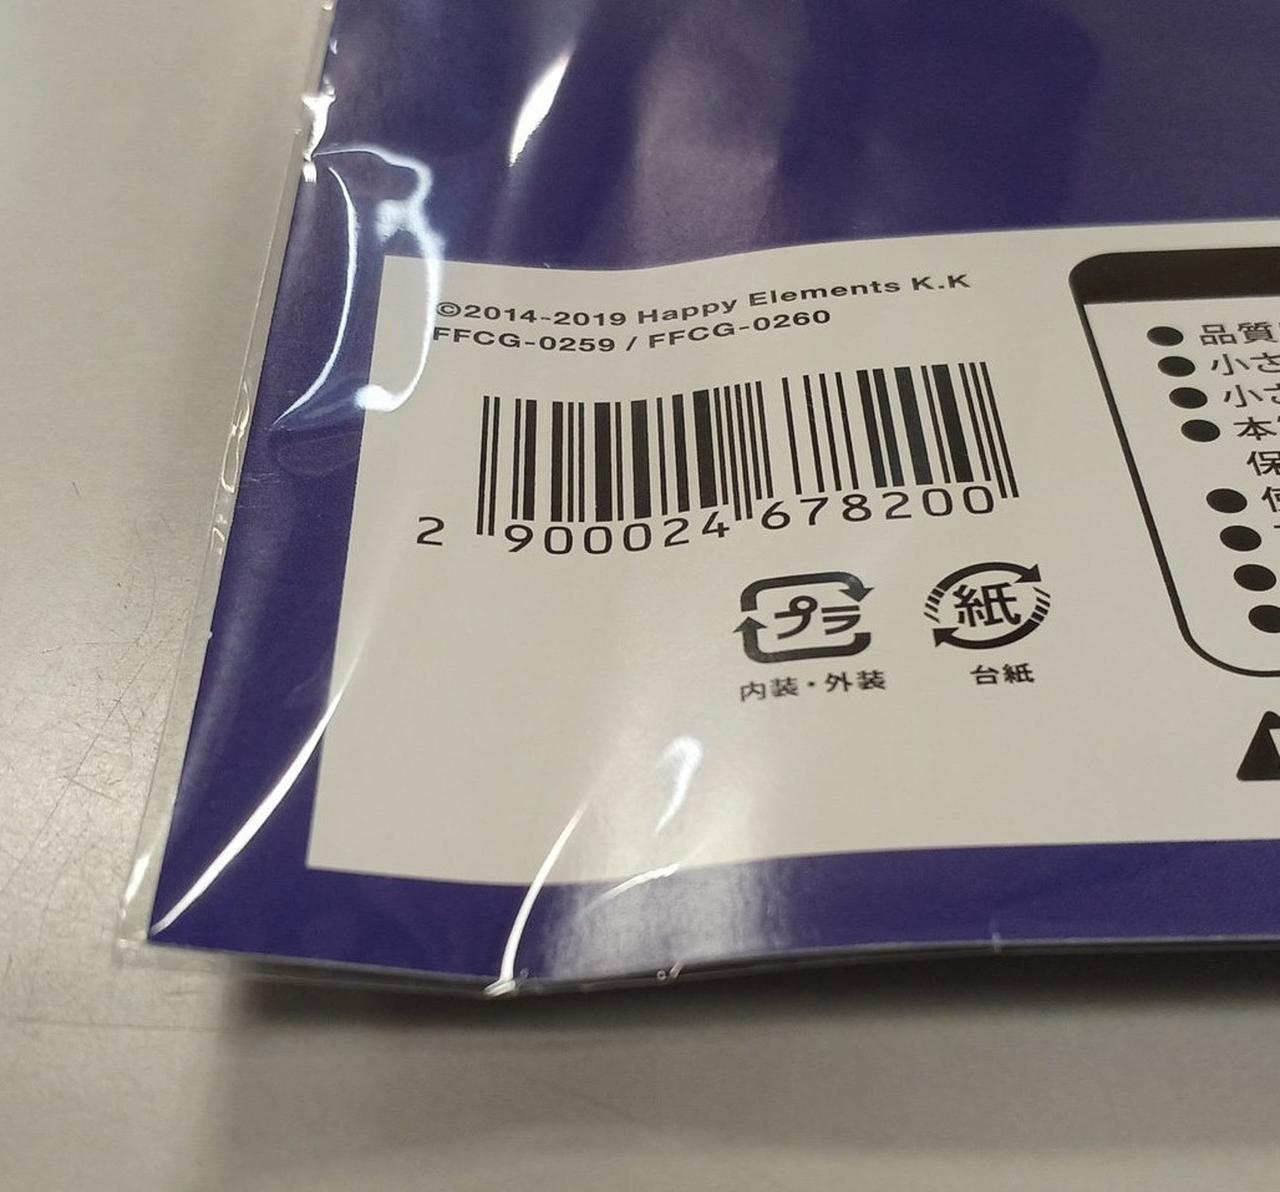 ©2014-2019 Happy Elements K.K
FFCG-0259 / FFCG-0260
2 900024 678200
プラ
内装・外装
紙
台紙
● 品質
● 小さ
● 小さ
● 本
保
●
●
●
●